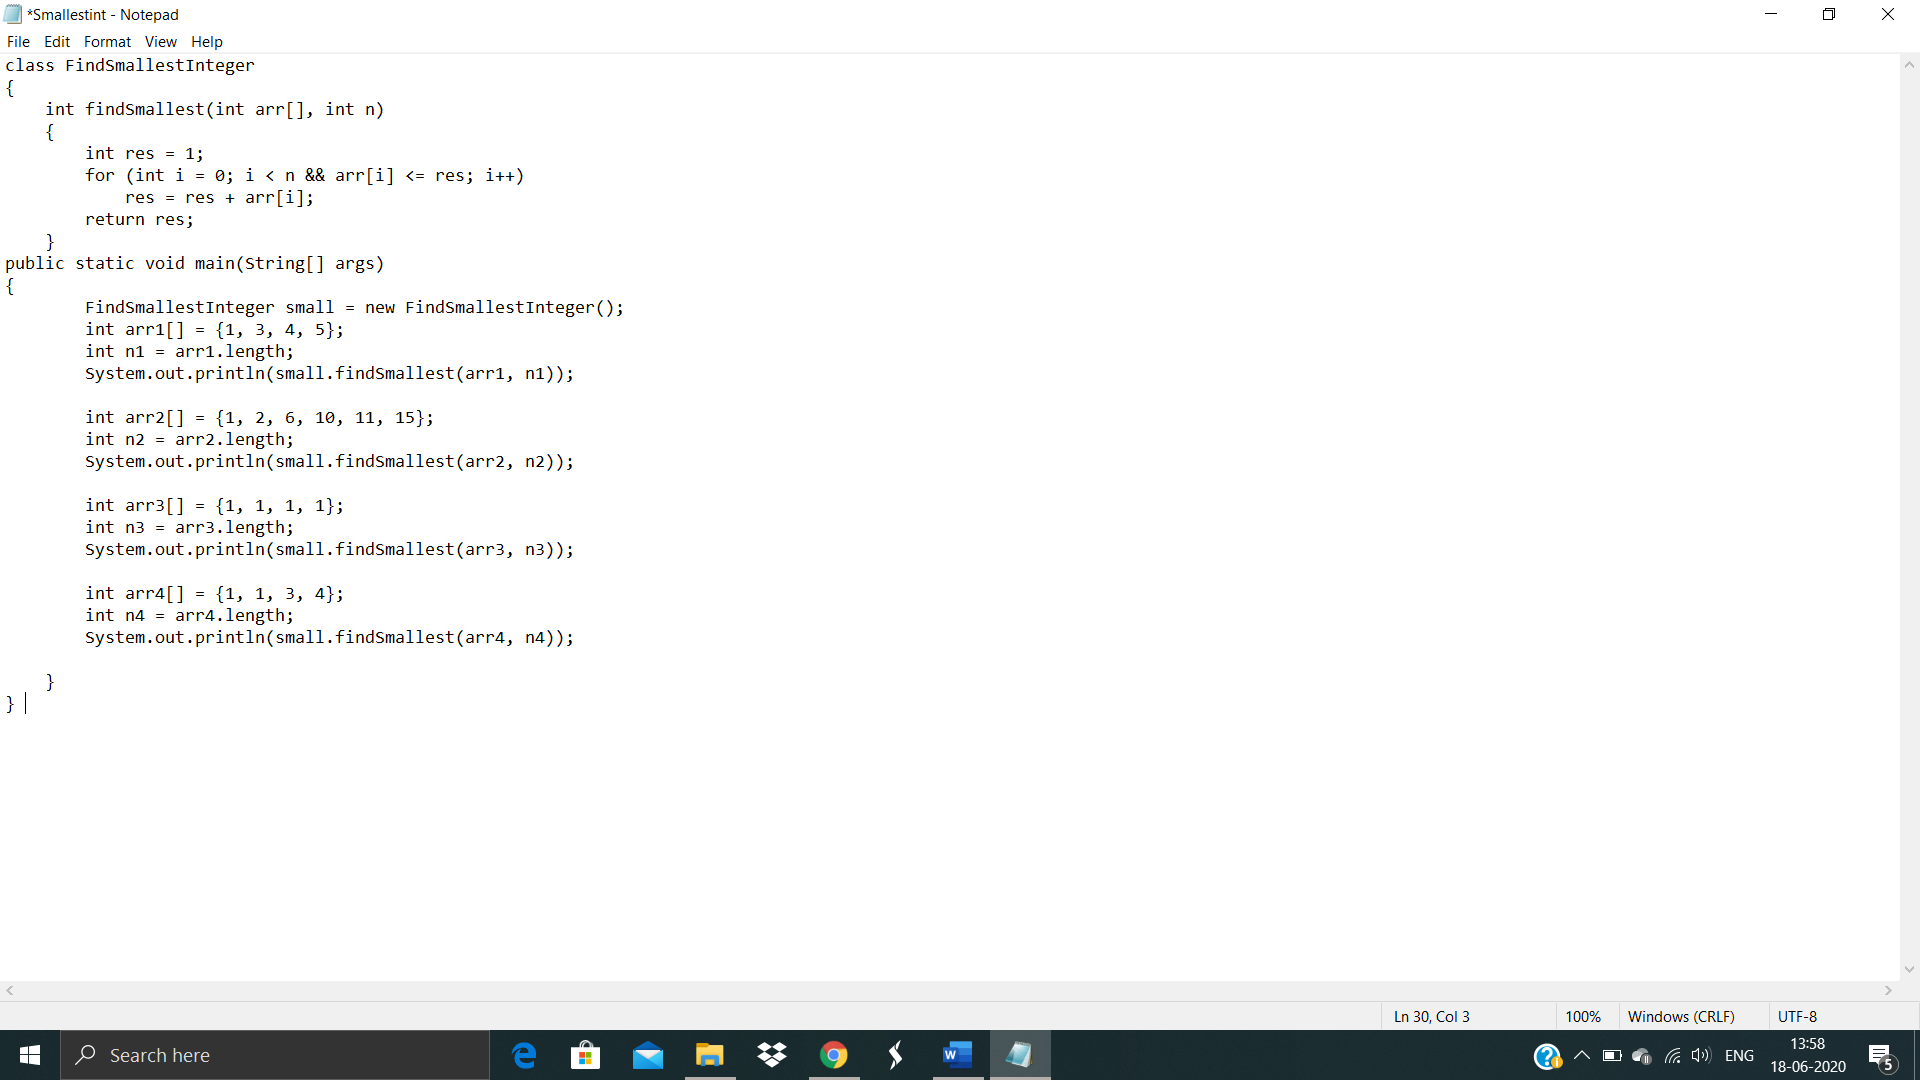 *Smallestint - Notepad
File Edit Format View Help
class FindSmallestInteger
{
    int findSmallest(int arr[], int n)
    {
        int res = 1;
        for (int i = 0; i < n && arr[i] <= res; i++)
            res = res + arr[i];
        return res;
    }
public static void main(String[] args)
{
        FindSmallestInteger small = new FindSmallestInteger();
        int arr1[] = {1, 3, 4, 5};
        int n1 = arr1.length;
        System.out.println(small.findSmallest(arr1, n1));

        int arr2[] = {1, 2, 6, 10, 11, 15};
        int n2 = arr2.length;
        System.out.println(small.findSmallest(arr2, n2));

        int arr3[] = {1, 1, 1, 1};
        int n3 = arr3.length;
        System.out.println(small.findSmallest(arr3, n3));

        int arr4[] = {1, 1, 3, 4};
        int n4 = arr4.length;
        System.out.println(small.findSmallest(arr4, n4));

    }
}
Ln 30, Col 3 100% Windows (CRLF) UTF-8
Search here
W
ENG
13:58
18-06-2020
5